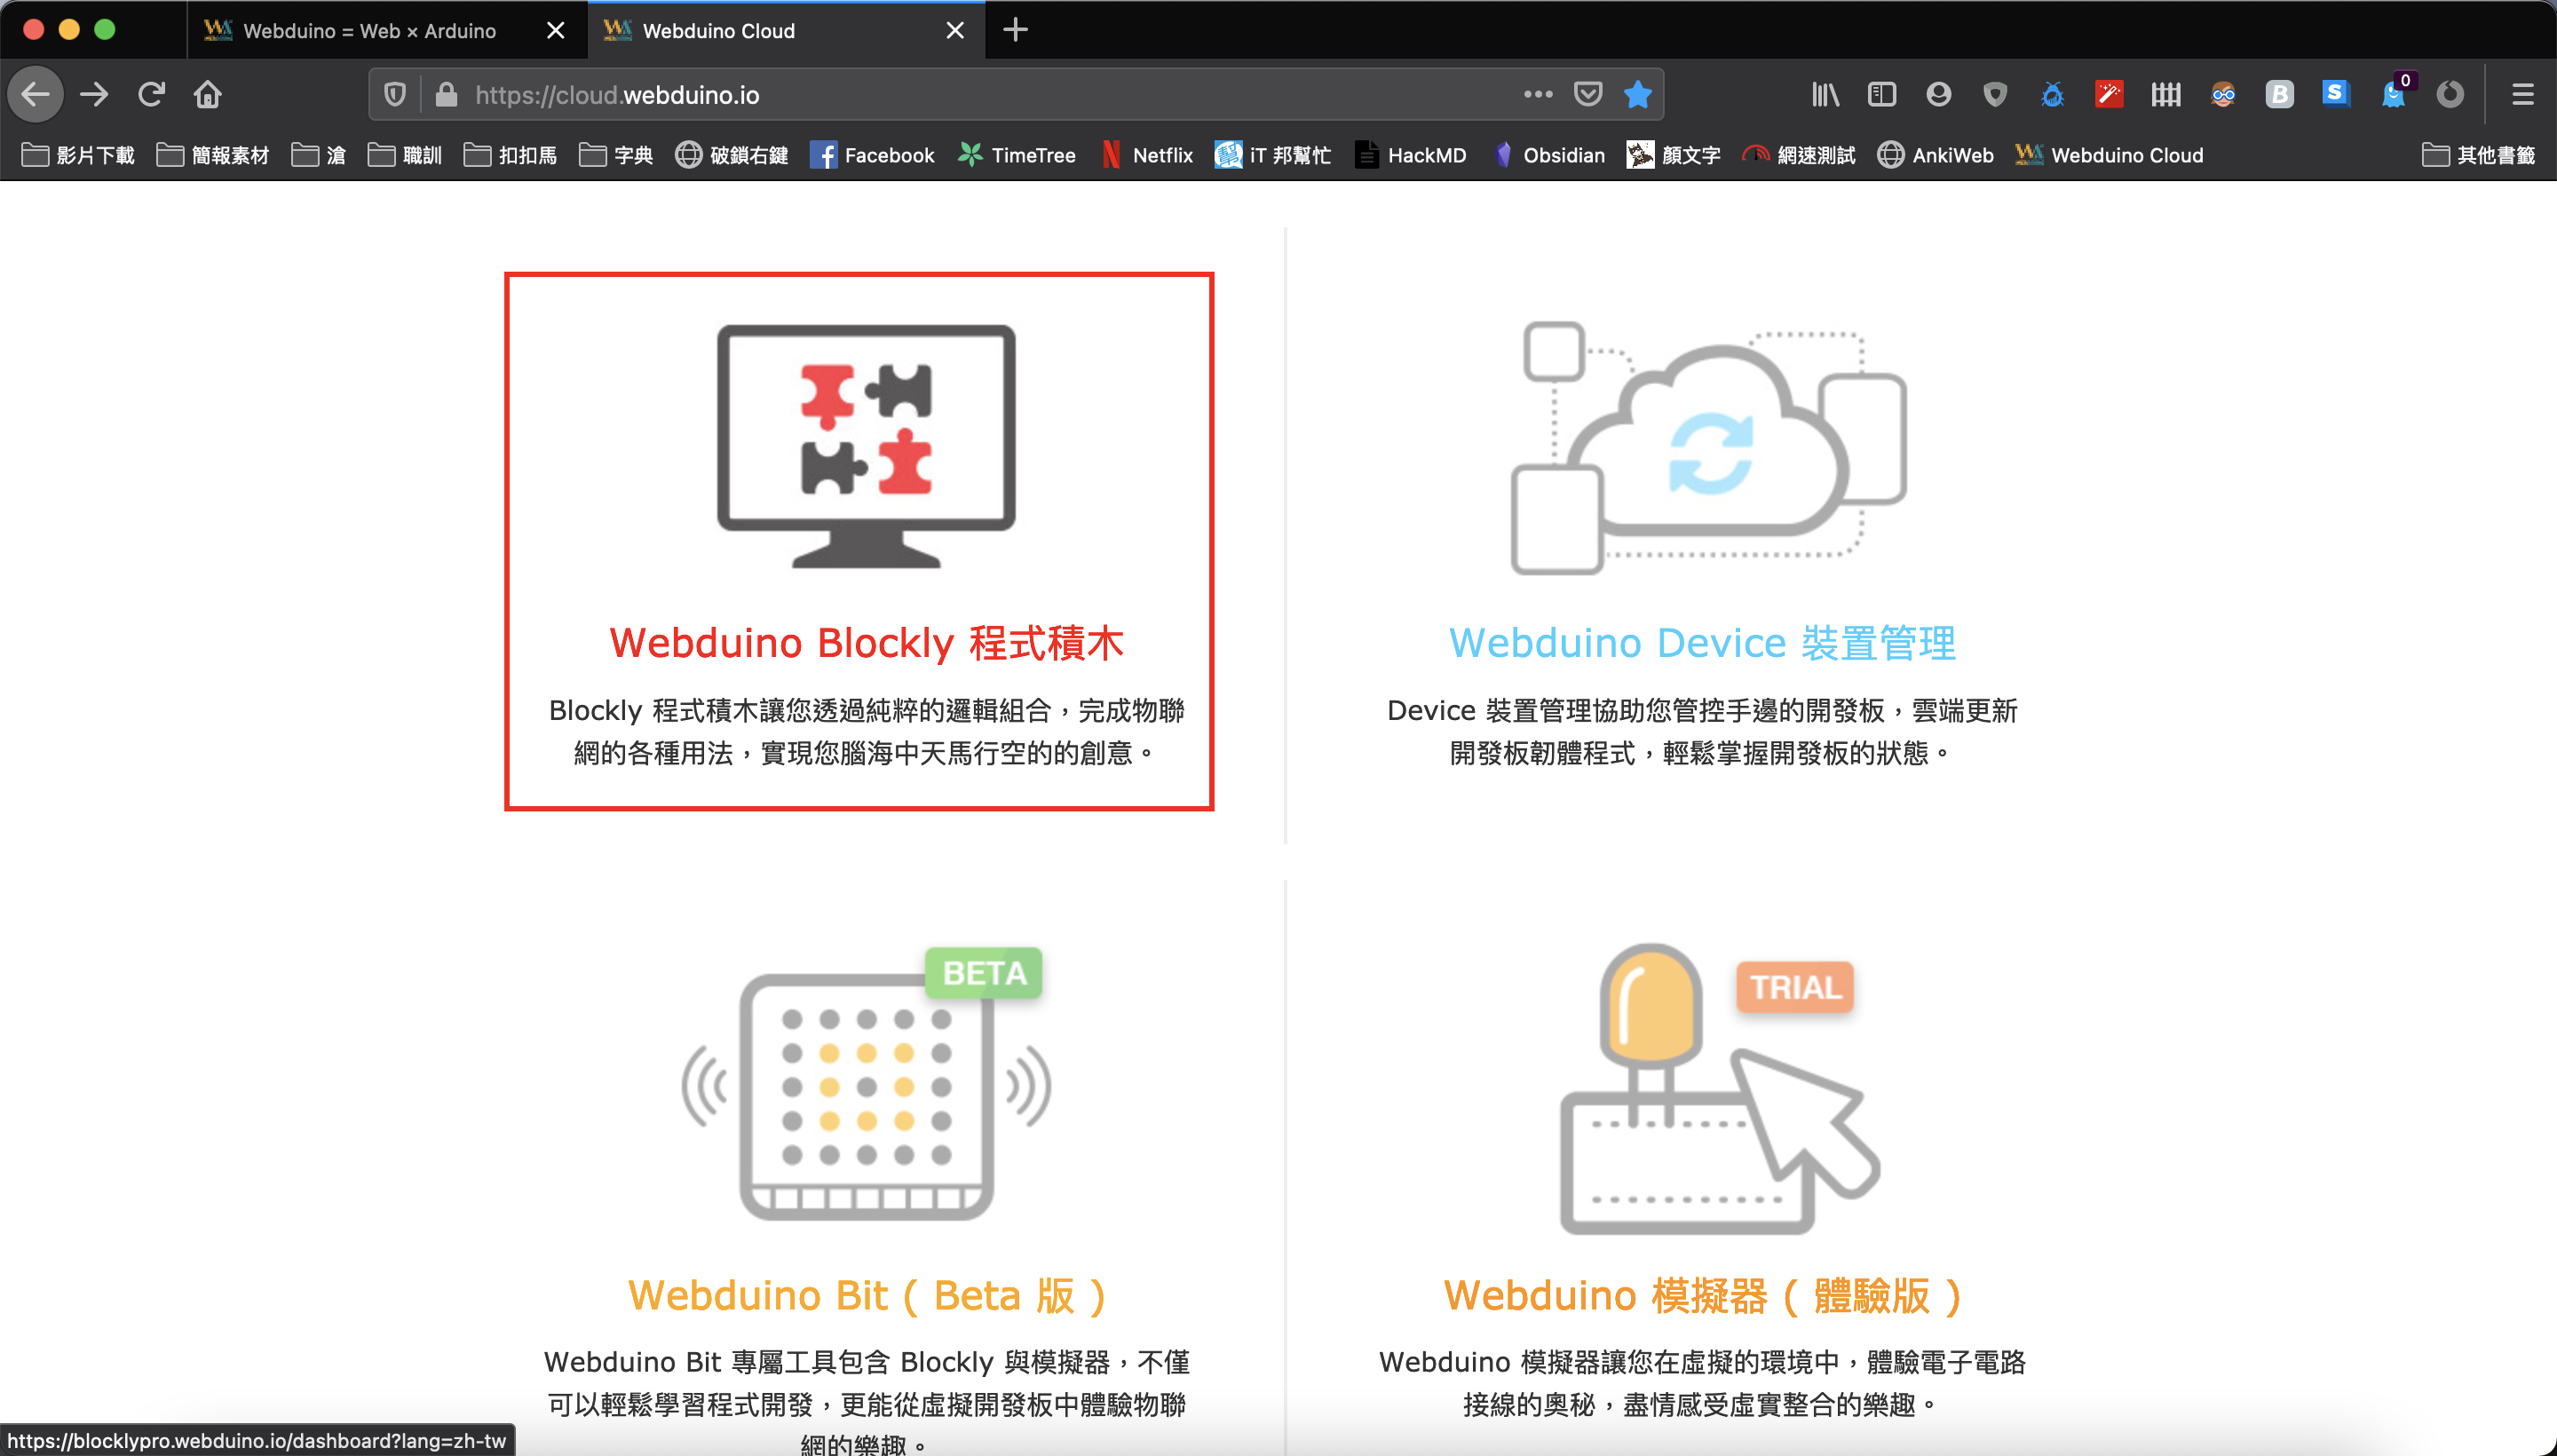 Webduino = Web × Arduino
Webduino Cloud
https://cloud.webduino.io
0
影片下載
簡報素材
滄
職訓
扣扣馬
字典
破鎖右鍵
Facebook
TimeTree
Netflix
iT 邦幫忙
HackMD
Obsidian
顏文字
網速測試
AnkiWeb
Webduino Cloud
其他書籤
Webduino Blockly 程式積木
Blockly 程式積木讓您透過純粹的邏輯組合，完成物聯
網的各種用法，實現您腦海中天馬行空的的創意。
Webduino Device 裝置管理
Device 裝置管理協助您管控手邊的開發板，雲端更新
開發板韌體程式，輕鬆掌握開發板的狀態。
BETA
Webduino Bit ( Beta 版 )
Webduino Bit 專屬工具包含 Blockly 與模擬器，不僅
可以輕鬆學習程式開發，更能從虛擬開發板中體驗物聯
網的樂趣。
TRIAL
Webduino 模擬器 ( 體驗版 )
Webduino 模擬器讓您在虛擬的環境中，體驗電子電路
接線的奧秘，盡情感受虛實整合的樂趣。
https://blocklypro.webduino.io/dashboard?lang=zh-tw